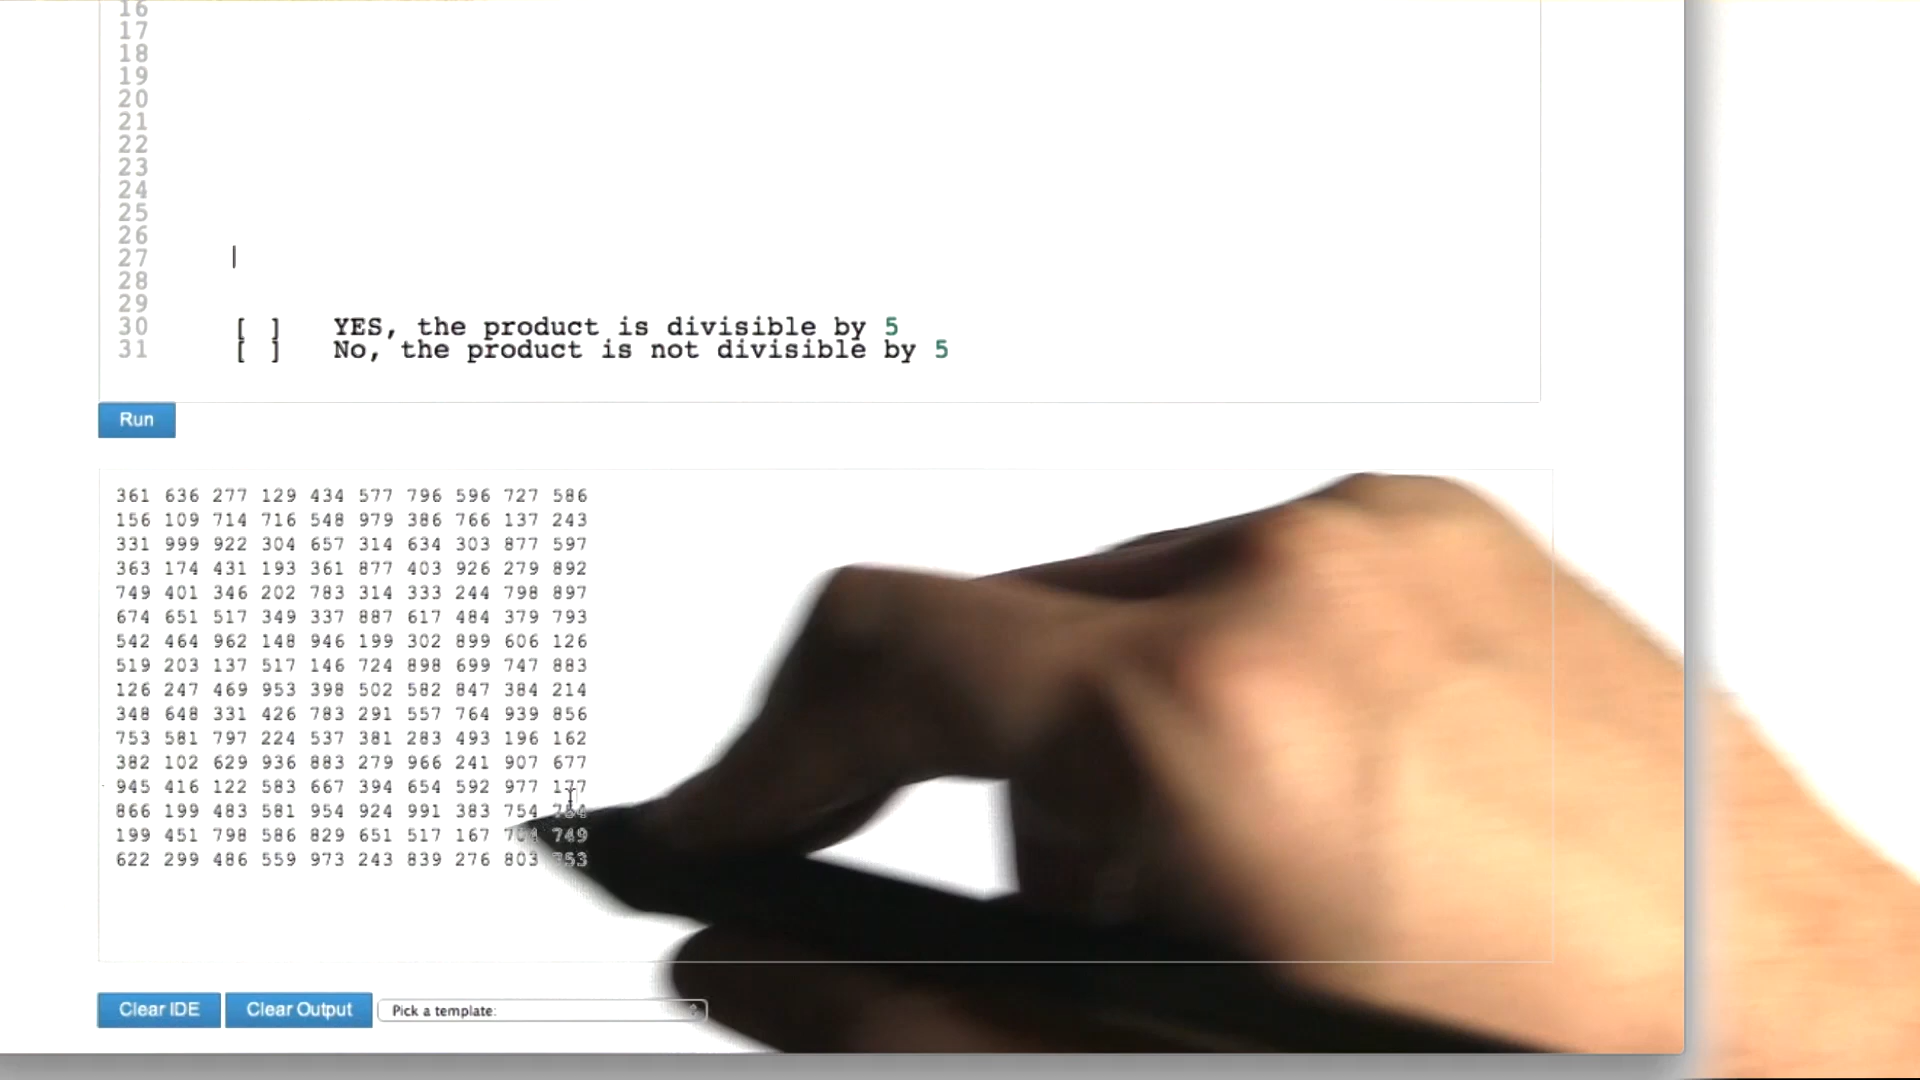 16
17
18
19
20
21
22
23
24
25
26
27
28
29
30 [ ] YES, the product is divisible by 5
31 [ ] No, the product is not divisible by 5
Run
361 636 277 129 434 577 796 596 727 586
156 109 714 716 548 979 386 766 137 243
331 999 922 304 657 314 634 303 877 597
363 174 431 193 361 877 403 926 279 892
749 401 346 202 783 314 333 244 798 897
674 651 517 349 337 887 617 484 379 793
542 464 962 148 946 199 302 899 606 126
519 203 137 517 146 724 898 699 747 883
126 247 469 953 398 502 582 847 384 214
348 648 331 426 783 291 557 764 939 856
753 581 797 224 537 381 283 493 196 162
382 102 629 936 883 279 966 241 907 677
945 416 122 583 667 394 654 592 977 177
866 199 483 581 954 924 991 383 754
199 451 798 586 829 651 517 167 749
622 299 486 559 973 243 839 276 803
Clear IDE Clear Output Pick a template: